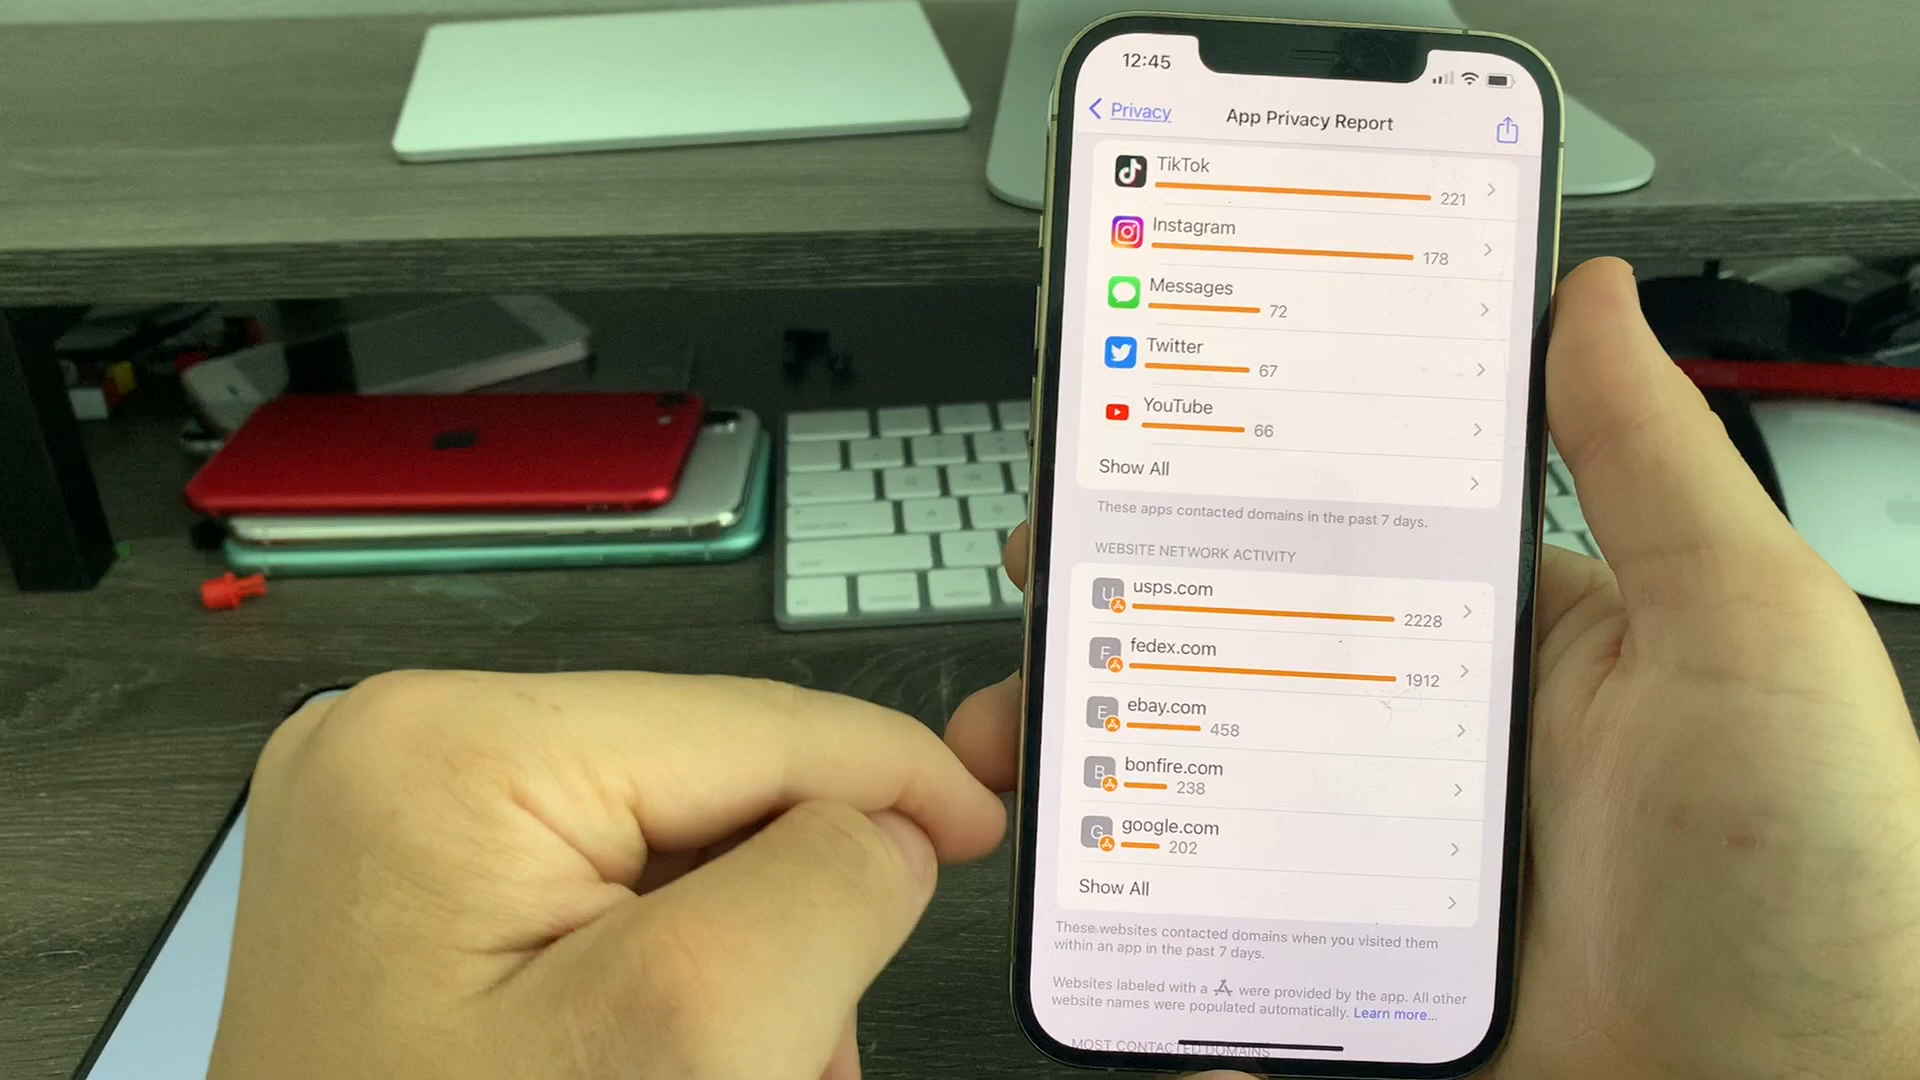 12:45
Privacy
App Privacy Report
TikTok
221
Instagram
178
Messages
72
Twitter
67
YouTube
66
Show All
These apps contacted domains in the past 7 days.
WEBSITE NETWORK ACTIVITY
U
usps.com
2228
F
fedex.com
1912
E
ebay.com
458
B
bonfire.com
238
G
google.com
202
Show All
These websites contacted domains when you visited them
within an app in the past 7 days.
Websites labeled with a were provided by the app. All other
website names were populated automatically. Learn more...
MOST CONTACTED DOMAINS